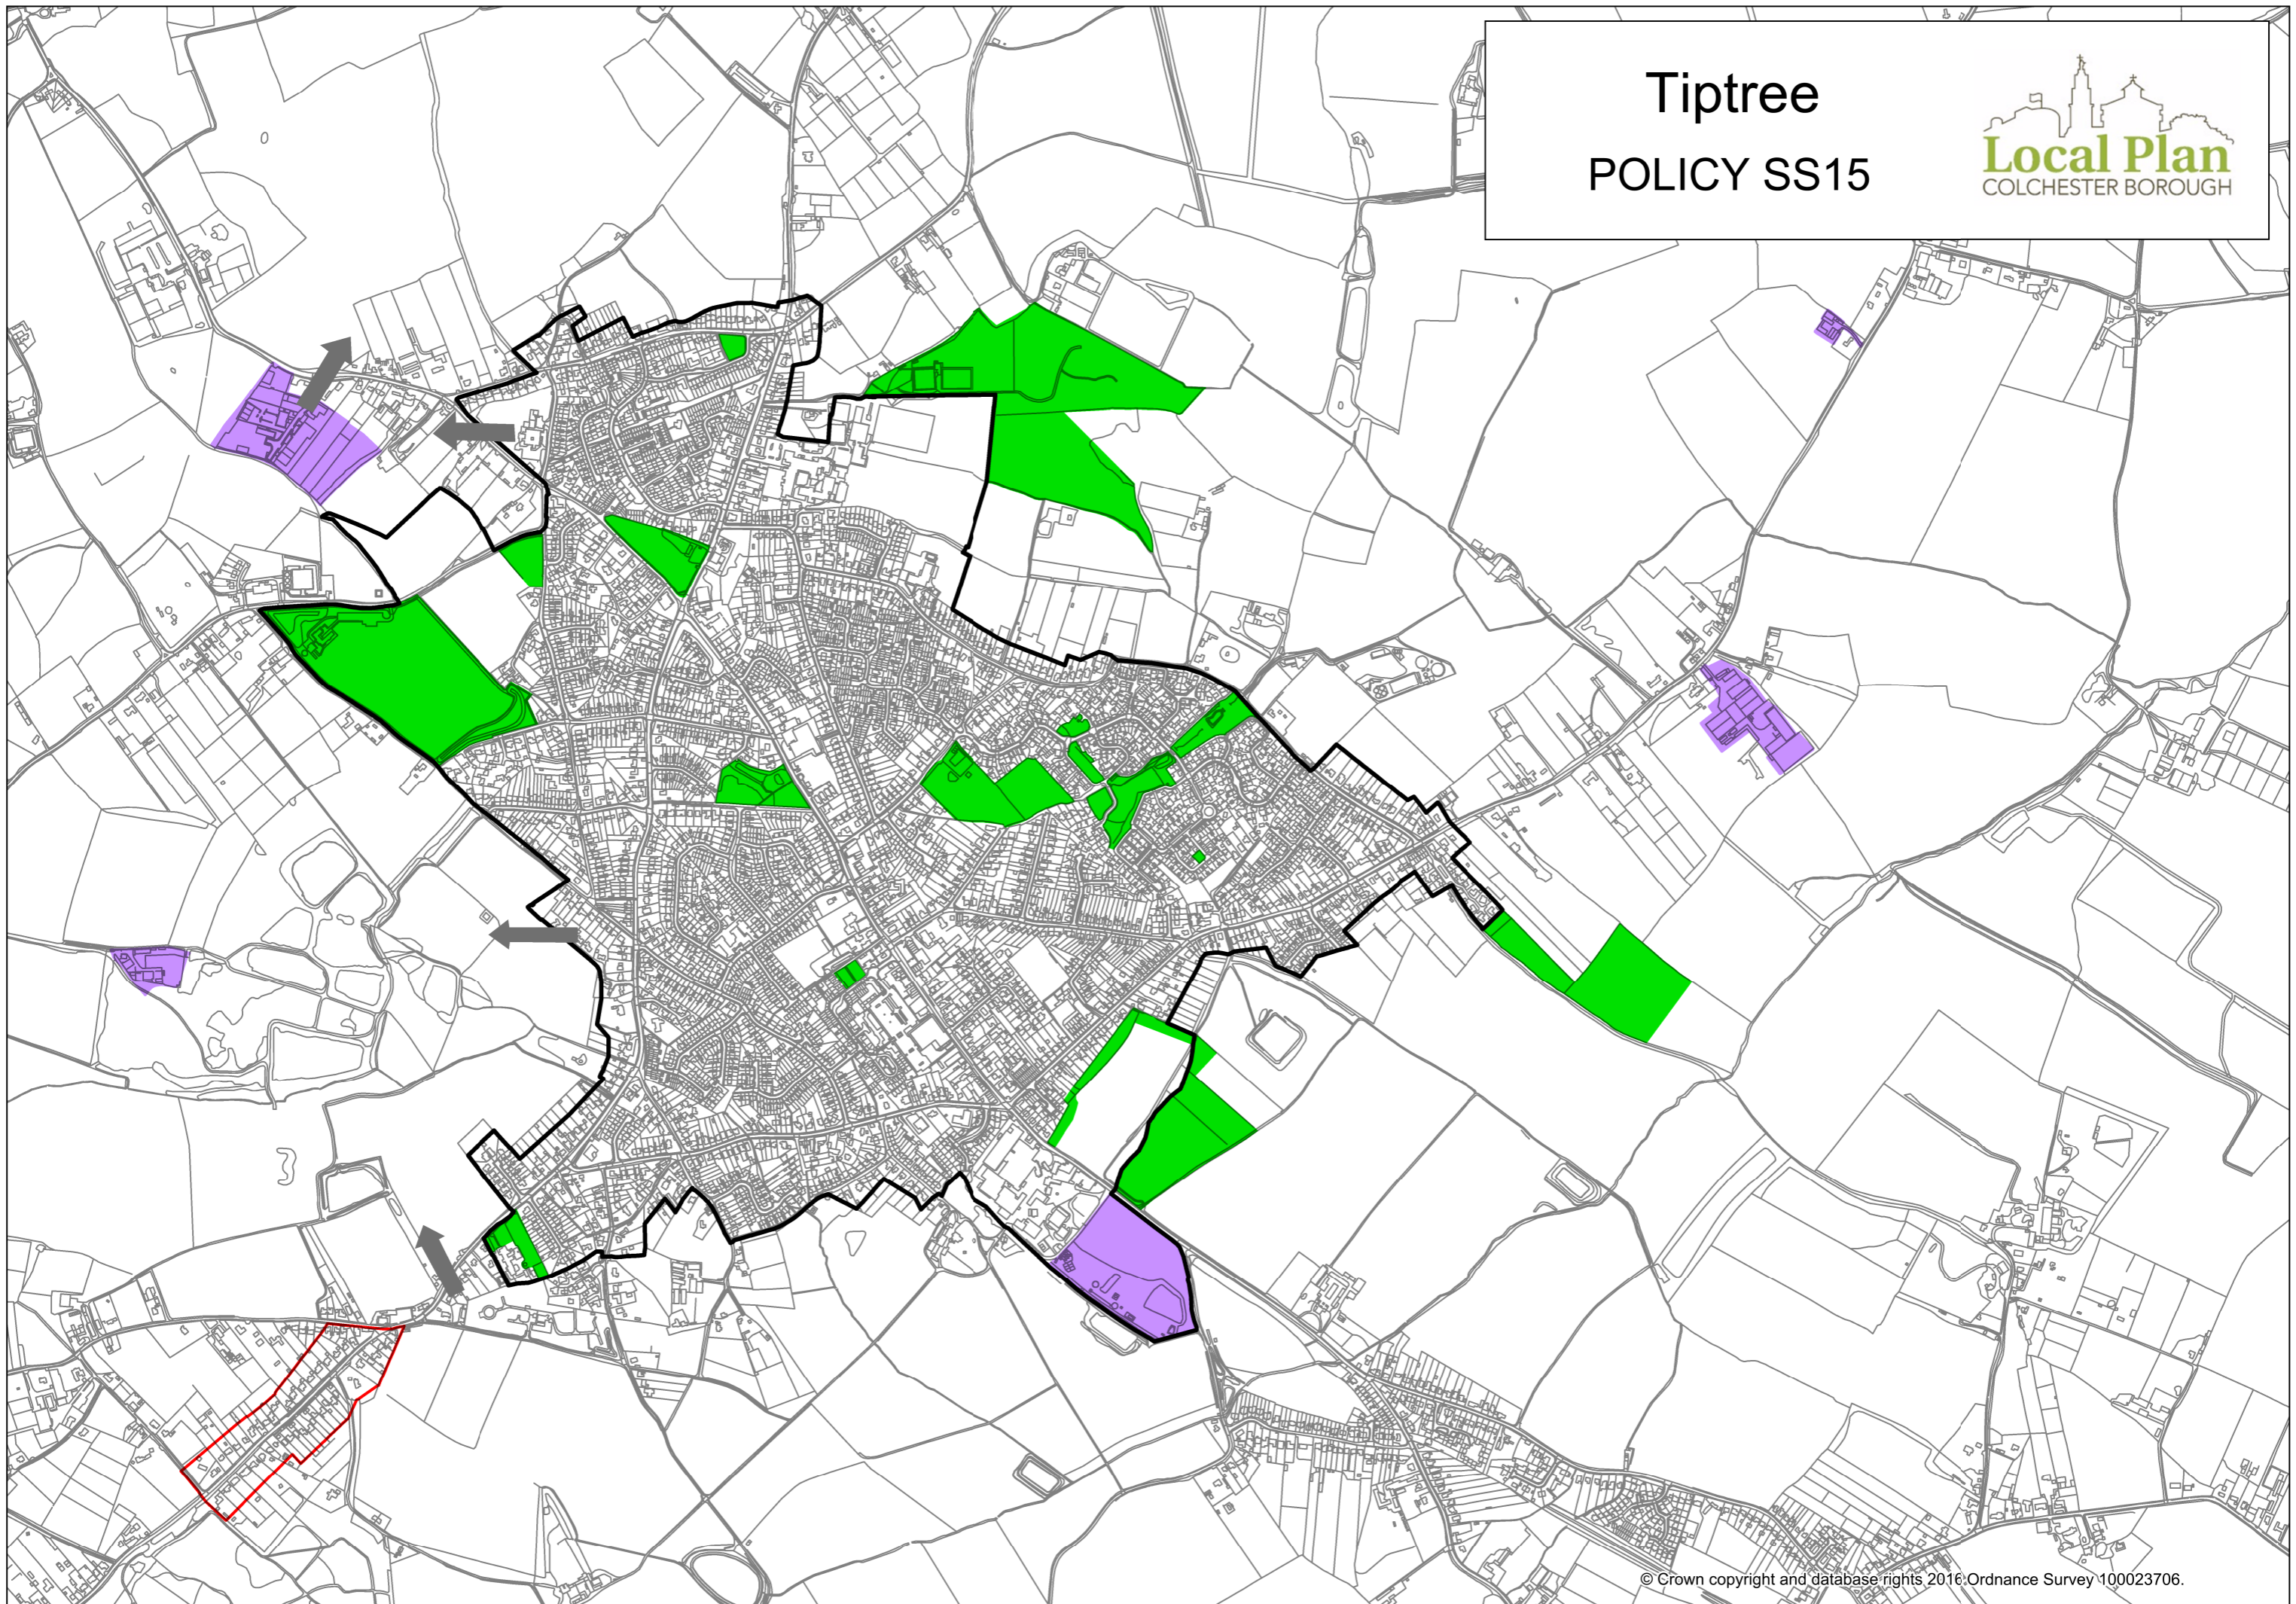 Tiptree
POLICY SS15
Local Plan
COLCHESTER BOROUGH
© Crown copyright and database rights 2016 Ordnance Survey 100023706.